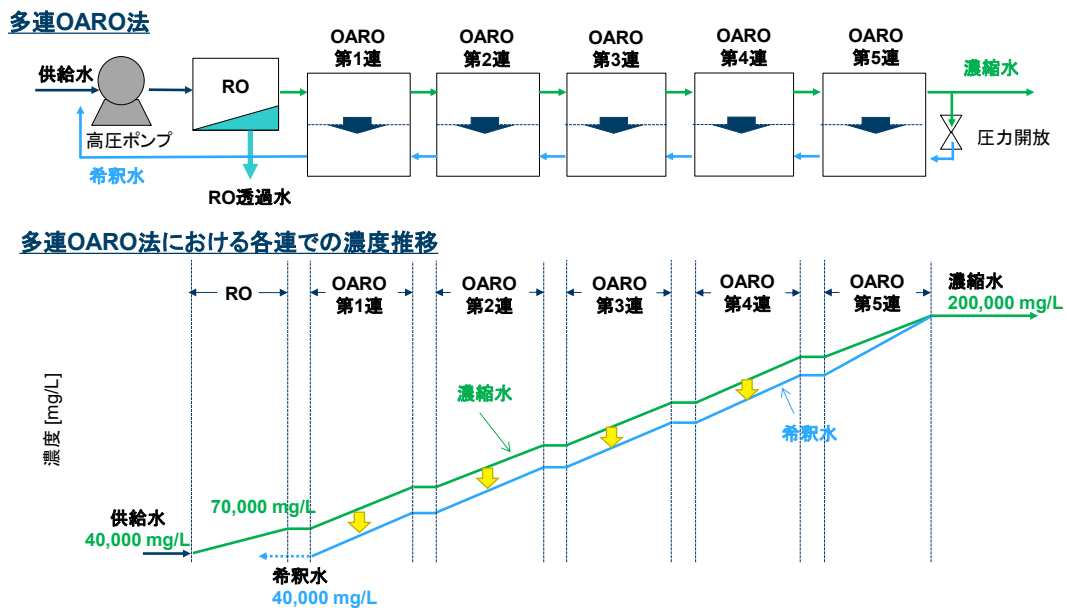 多連OARO法
OARO
第1連
OARO
第2連
OARO
第3連
OARO
第4連
OARO
第5連
供給水
RO
濃縮水
高圧ポンプ
圧力開放
希釈水
RO透過水
多連OARO法における各連での濃度推移
RO
OARO
第1連
OARO
第2連
OARO
第3連
OARO
第4連
OARO
第5連
濃縮水
200,000 mg/L
濃度 [mg/L]
濃縮水
希釈水
70,000 mg/L
供給水
40,000 mg/L
希釈水
40,000 mg/L